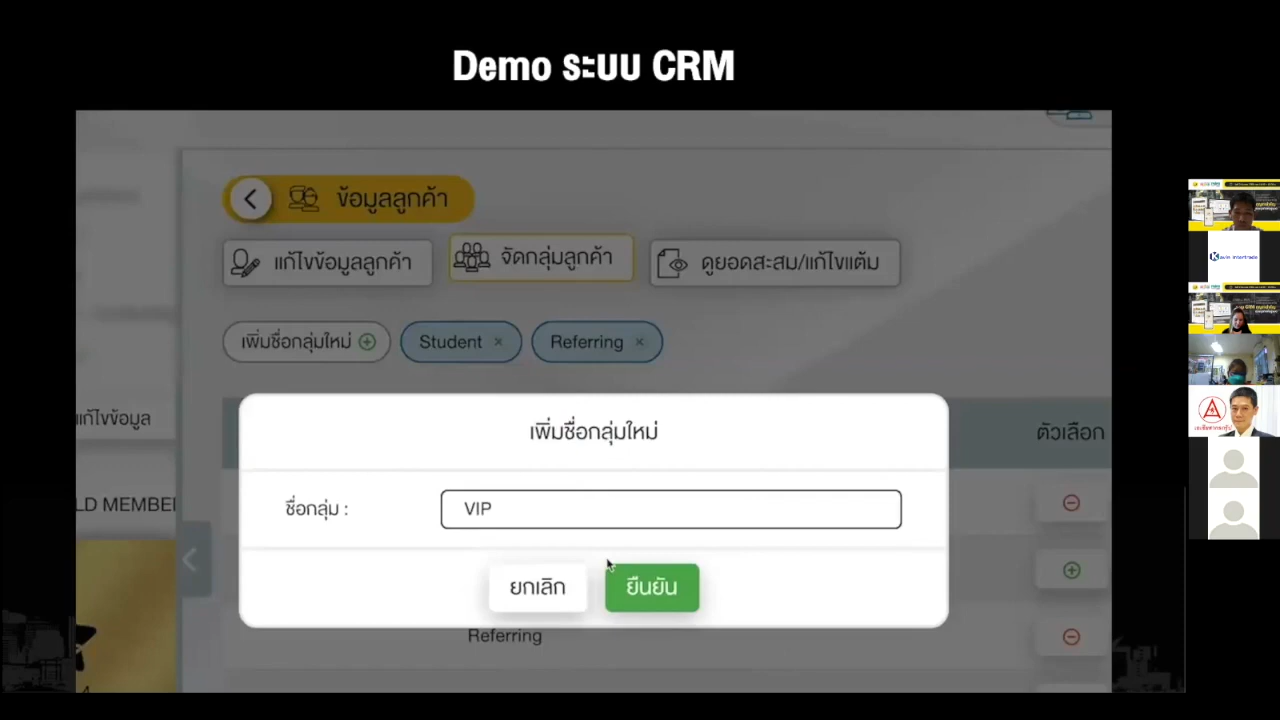 Demo ระบบ CRM
ข้อมูลลูกค้า
แก้ไขข้อมูลลูกค้า
จัดกลุ่มลูกค้า
ดูยอดสะสม/แก้ไขแต้ม
เพิ่มชื่อกลุ่มใหม่
Student ×
Referring ×
แก้ไขข้อมูล
ตัวเลือก
เพิ่มชื่อกลุ่มใหม่
LD MEMBER
ชื่อกลุ่ม :
VIP
ยกเลิก
ยืนยัน
Referring
Kevin Intertrade